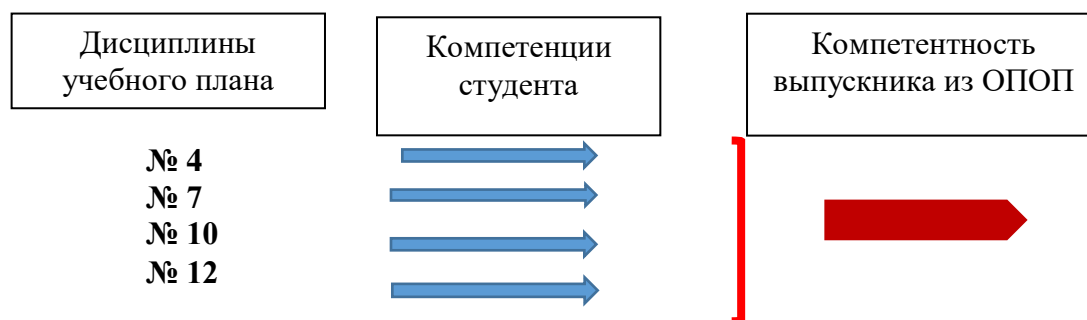 Дисциплины
учебного плана
Компетенции
студента
Компетентность
выпускника из ОПОП
№ 4
№ 7
№ 10
№ 12